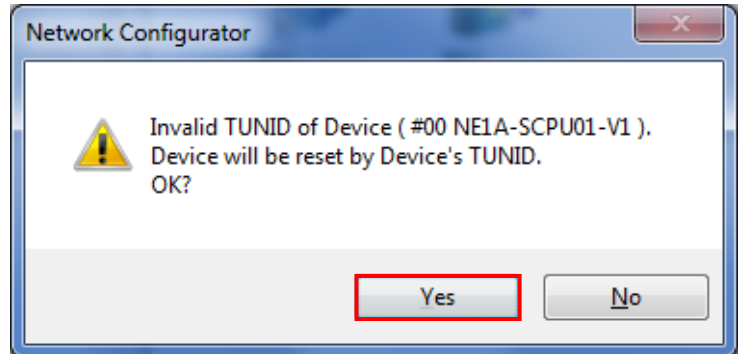 Network Configurator
Invalid TUNID of Device ( #00 NE1A-SCPU01-V1 ).
Device will be reset by Device's TUNID.
OK?
Yes
No